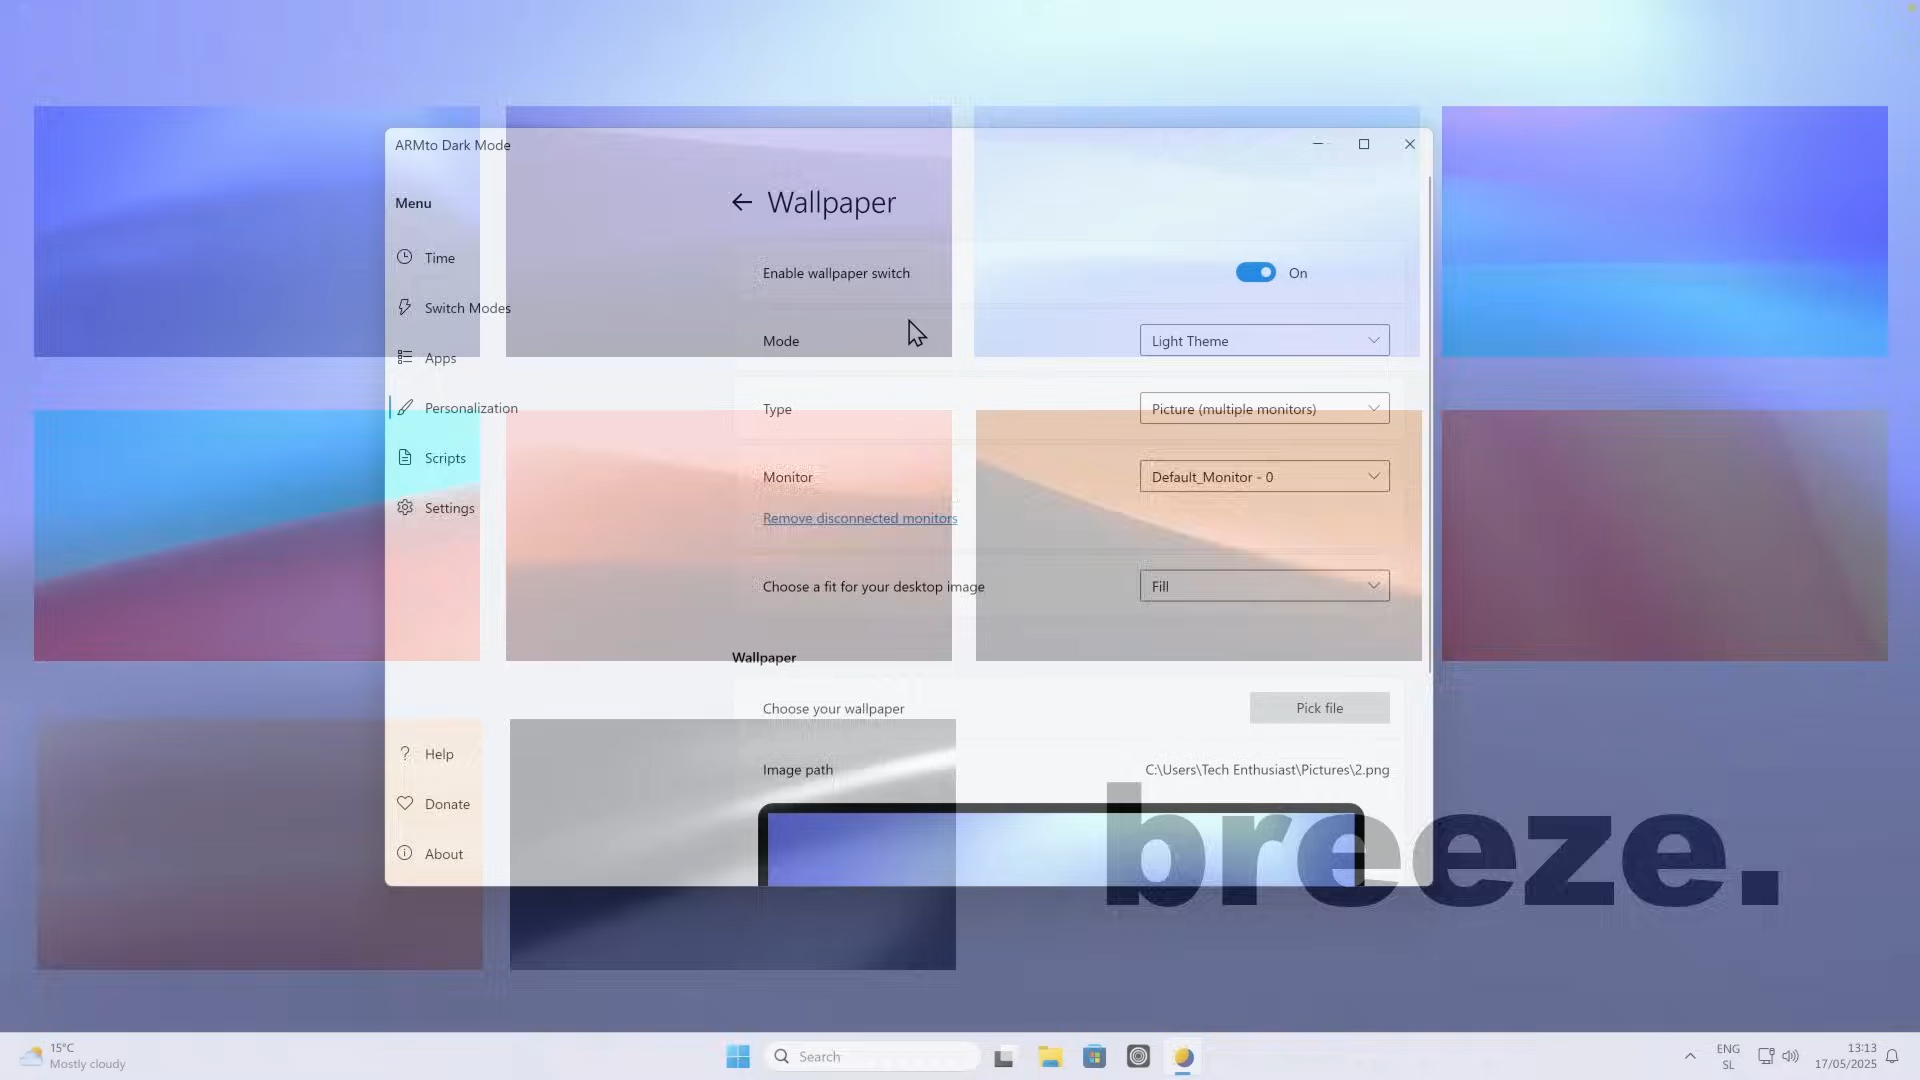 ARMto Dark Mode
Menu
Time
Switch Modes
Apps
Personalization
Scripts
Settings
Help
Donate
About
Wallpaper
Enable wallpaper switch
On
Mode
Light Theme
Type
Picture (multiple monitors)
Monitor
Default_Monitor - 0
Remove disconnected monitors
Choose a fit for your desktop image
Fill
Wallpaper
Choose your wallpaper
Pick file
Image path
C:\Users\Tech Enthusiast\Pictures\2.png
breeze.
15°C
Mostly cloudy
Search
ENG
SL
13:13
17/05/2025